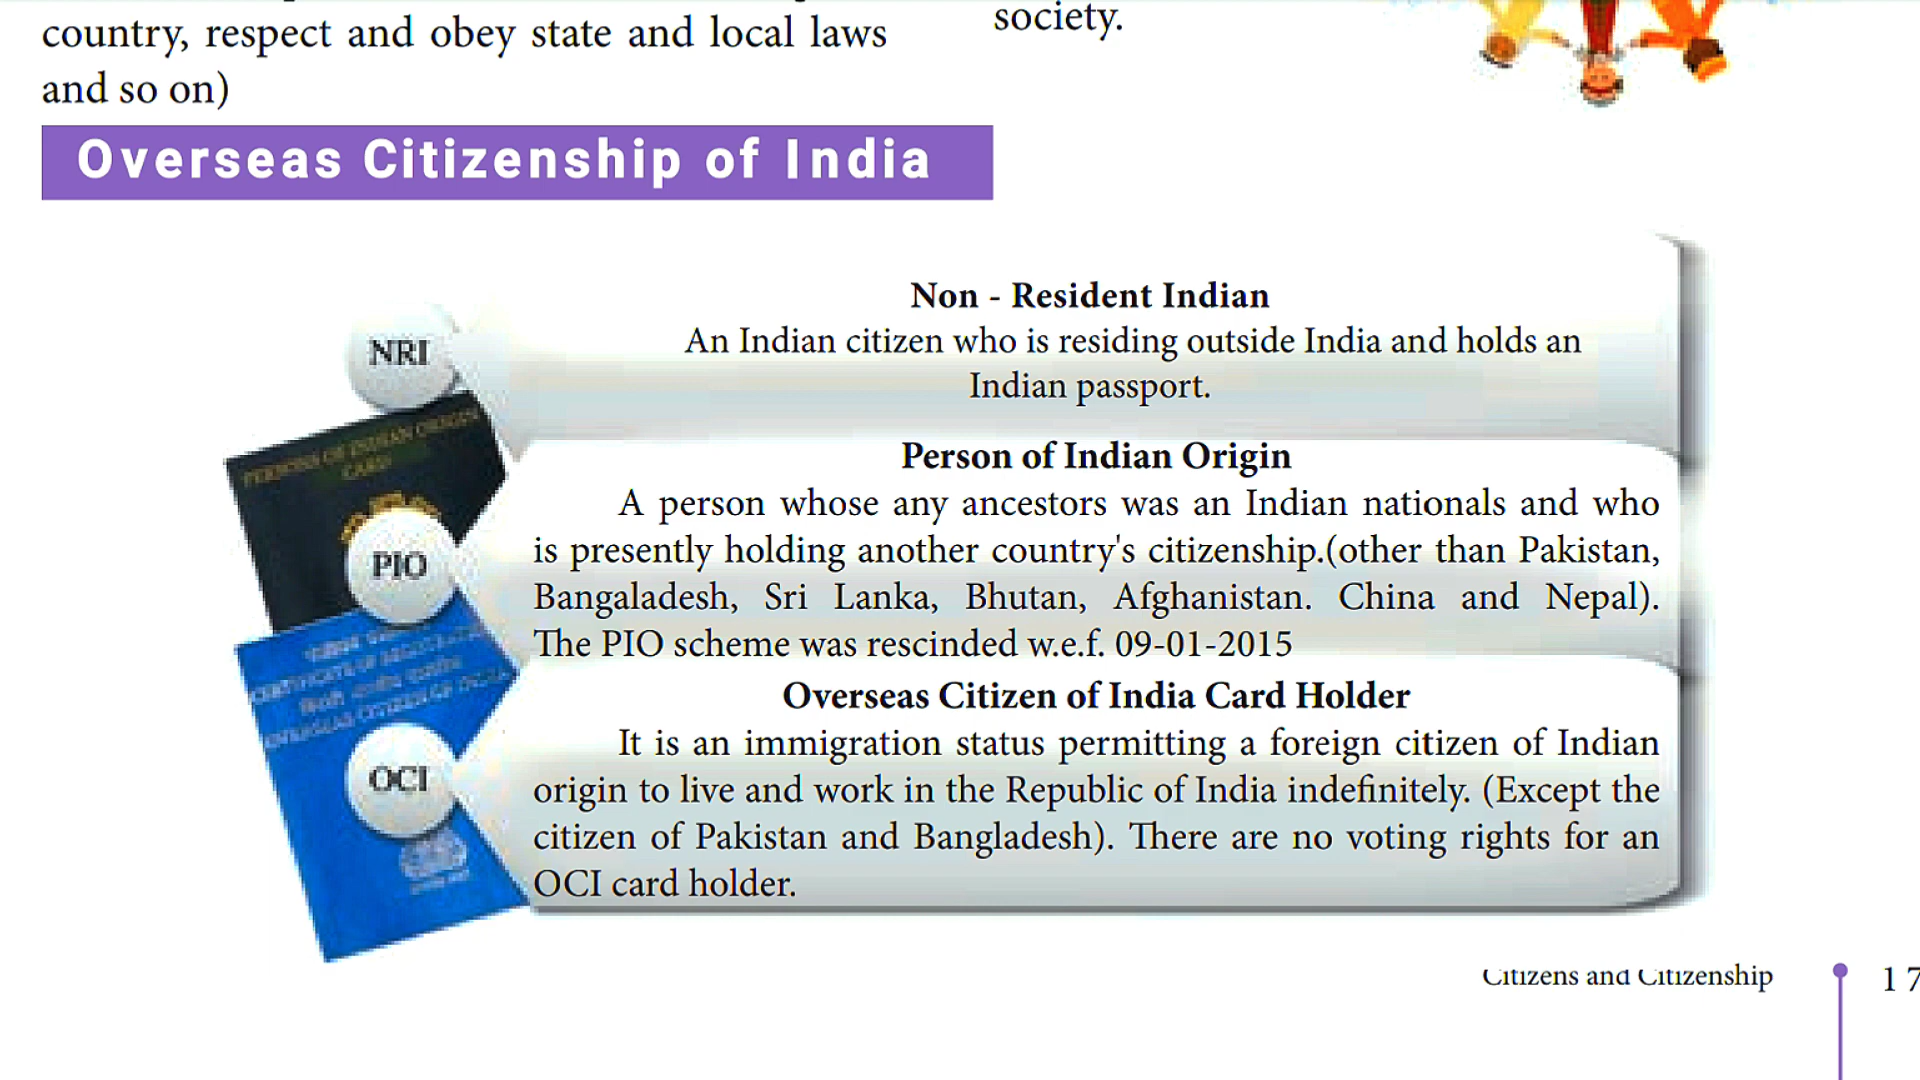 country, respect and obey state and local laws
and so on)
society.
Overseas Citizenship of India
NRI
Non - Resident Indian
An Indian citizen who is residing outside India and holds an
Indian passport.
PERSONS OF INDIAN ORIGIN
CARD
PIO
Person of Indian Origin
A person whose any ancestors was an Indian nationals and who
is presently holding another country's citizenship.(other than Pakistan,
Bangaladesh, Sri Lanka, Bhutan, Afghanistan. China and Nepal).
The PIO scheme was rescinded w.e.f. 09-01-2015
OCI
Overseas Citizen of India Card Holder
It is an immigration status permitting a foreign citizen of Indian
origin to live and work in the Republic of India indefinitely. (Except the
citizen of Pakistan and Bangladesh). There are no voting rights for an
OCI card holder.
Citizens and Citizenship
17